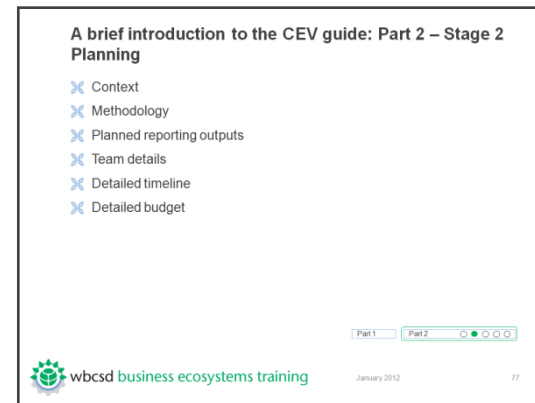 A brief introduction to the CEV guide: Part 2 – Stage 2
Planning
Context
Methodology
Planned reporting outputs
Team details
Detailed timeline
Detailed budget
Part 1
Part 2
wbcsd business ecosystems training
January 2012
77